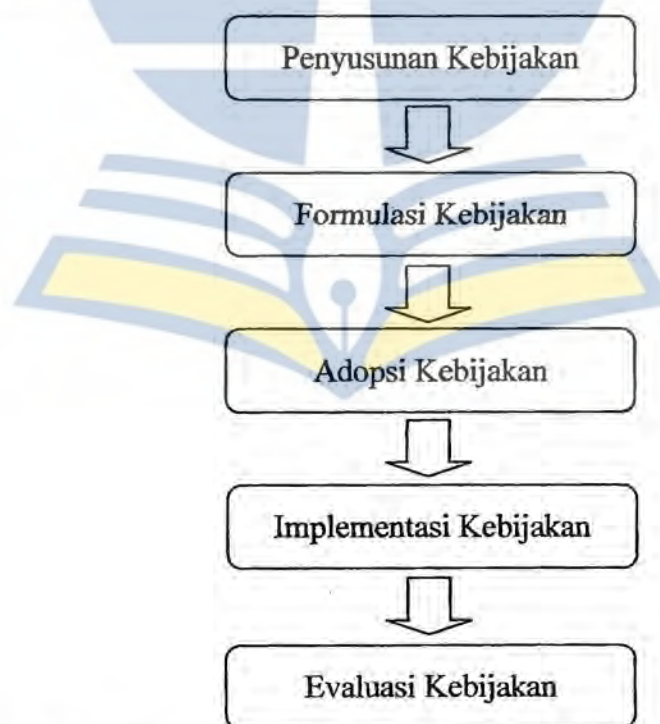 Penyusunan Kebijakan
Formulasi Kebijakan
Adopsi Kebijakan
Implementasi Kebijakan
Evaluasi Kebijakan